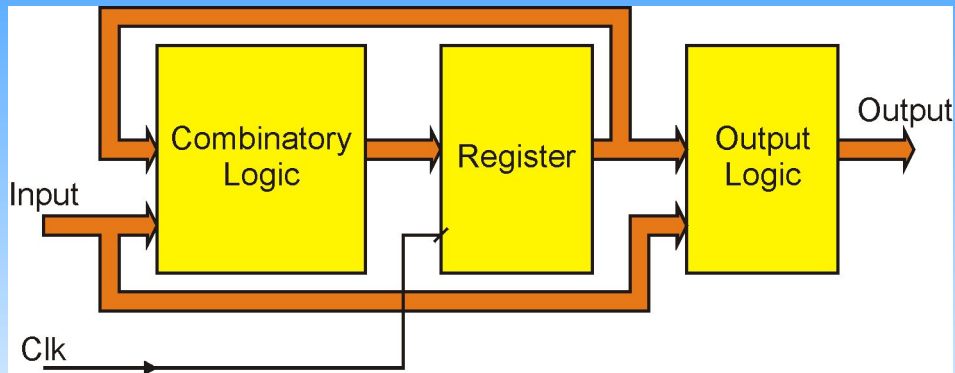 Combinatory
Logic
Register
Output
Logic
Output
Input
Clk